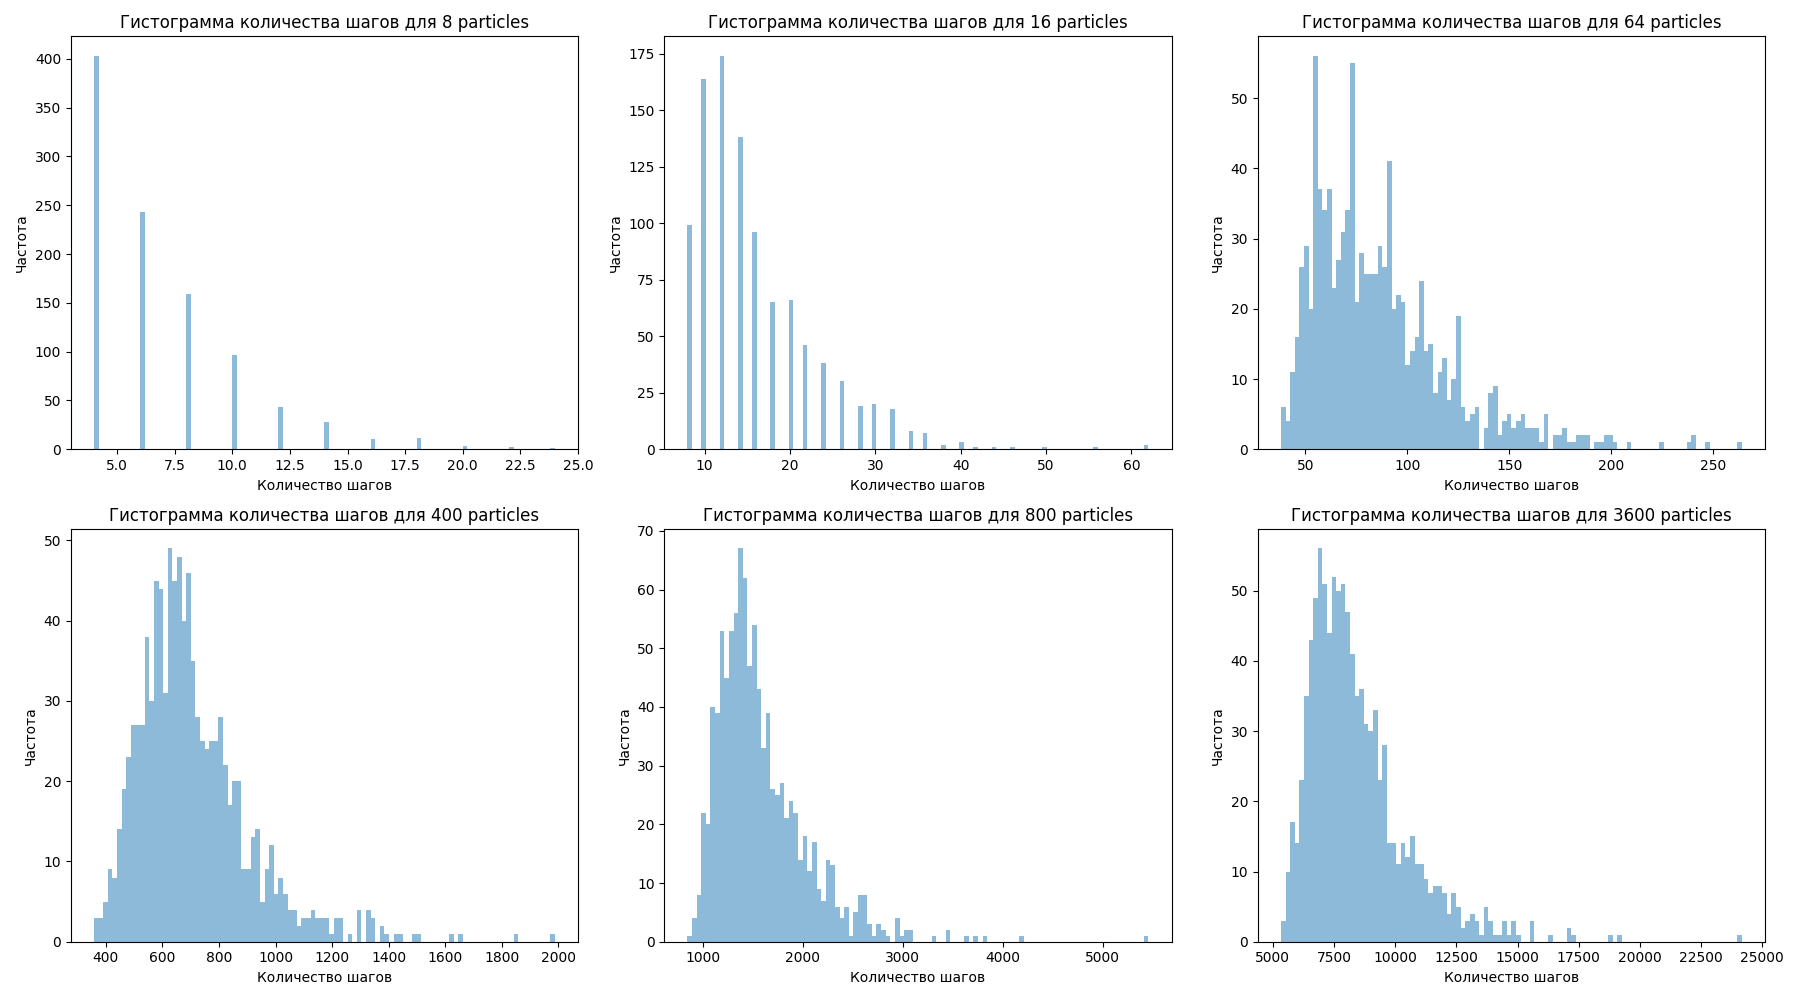 Гистограмма количества шагов для 8 particles
Частота
400
350
300
250
200
150
100
50
0
5.0 7.5 10.0 12.5 15.0 17.5 20.0 22.5 25.0
Количество шагов
Гистограмма количества шагов для 16 particles
Частота
175
150
125
100
75
50
25
0
10 20 30 40 50 60
Количество шагов
Гистограмма количества шагов для 64 particles
Частота
50
40
30
20
10
0
50 100 150 200 250
Количество шагов
Гистограмма количества шагов для 400 particles
Частота
50
40
30
20
10
0
400 600 800 1000 1200 1400 1600 1800 2000
Количество шагов
Гистограмма количества шагов для 800 particles
Частота
70
60
50
40
30
20
10
0
1000 2000 3000 4000 5000
Количество шагов
Гистограмма количества шагов для 3600 particles
Частота
50
40
30
20
10
0
5000 7500 10000 12500 15000 17500 20000 22500 25000
Количество шагов